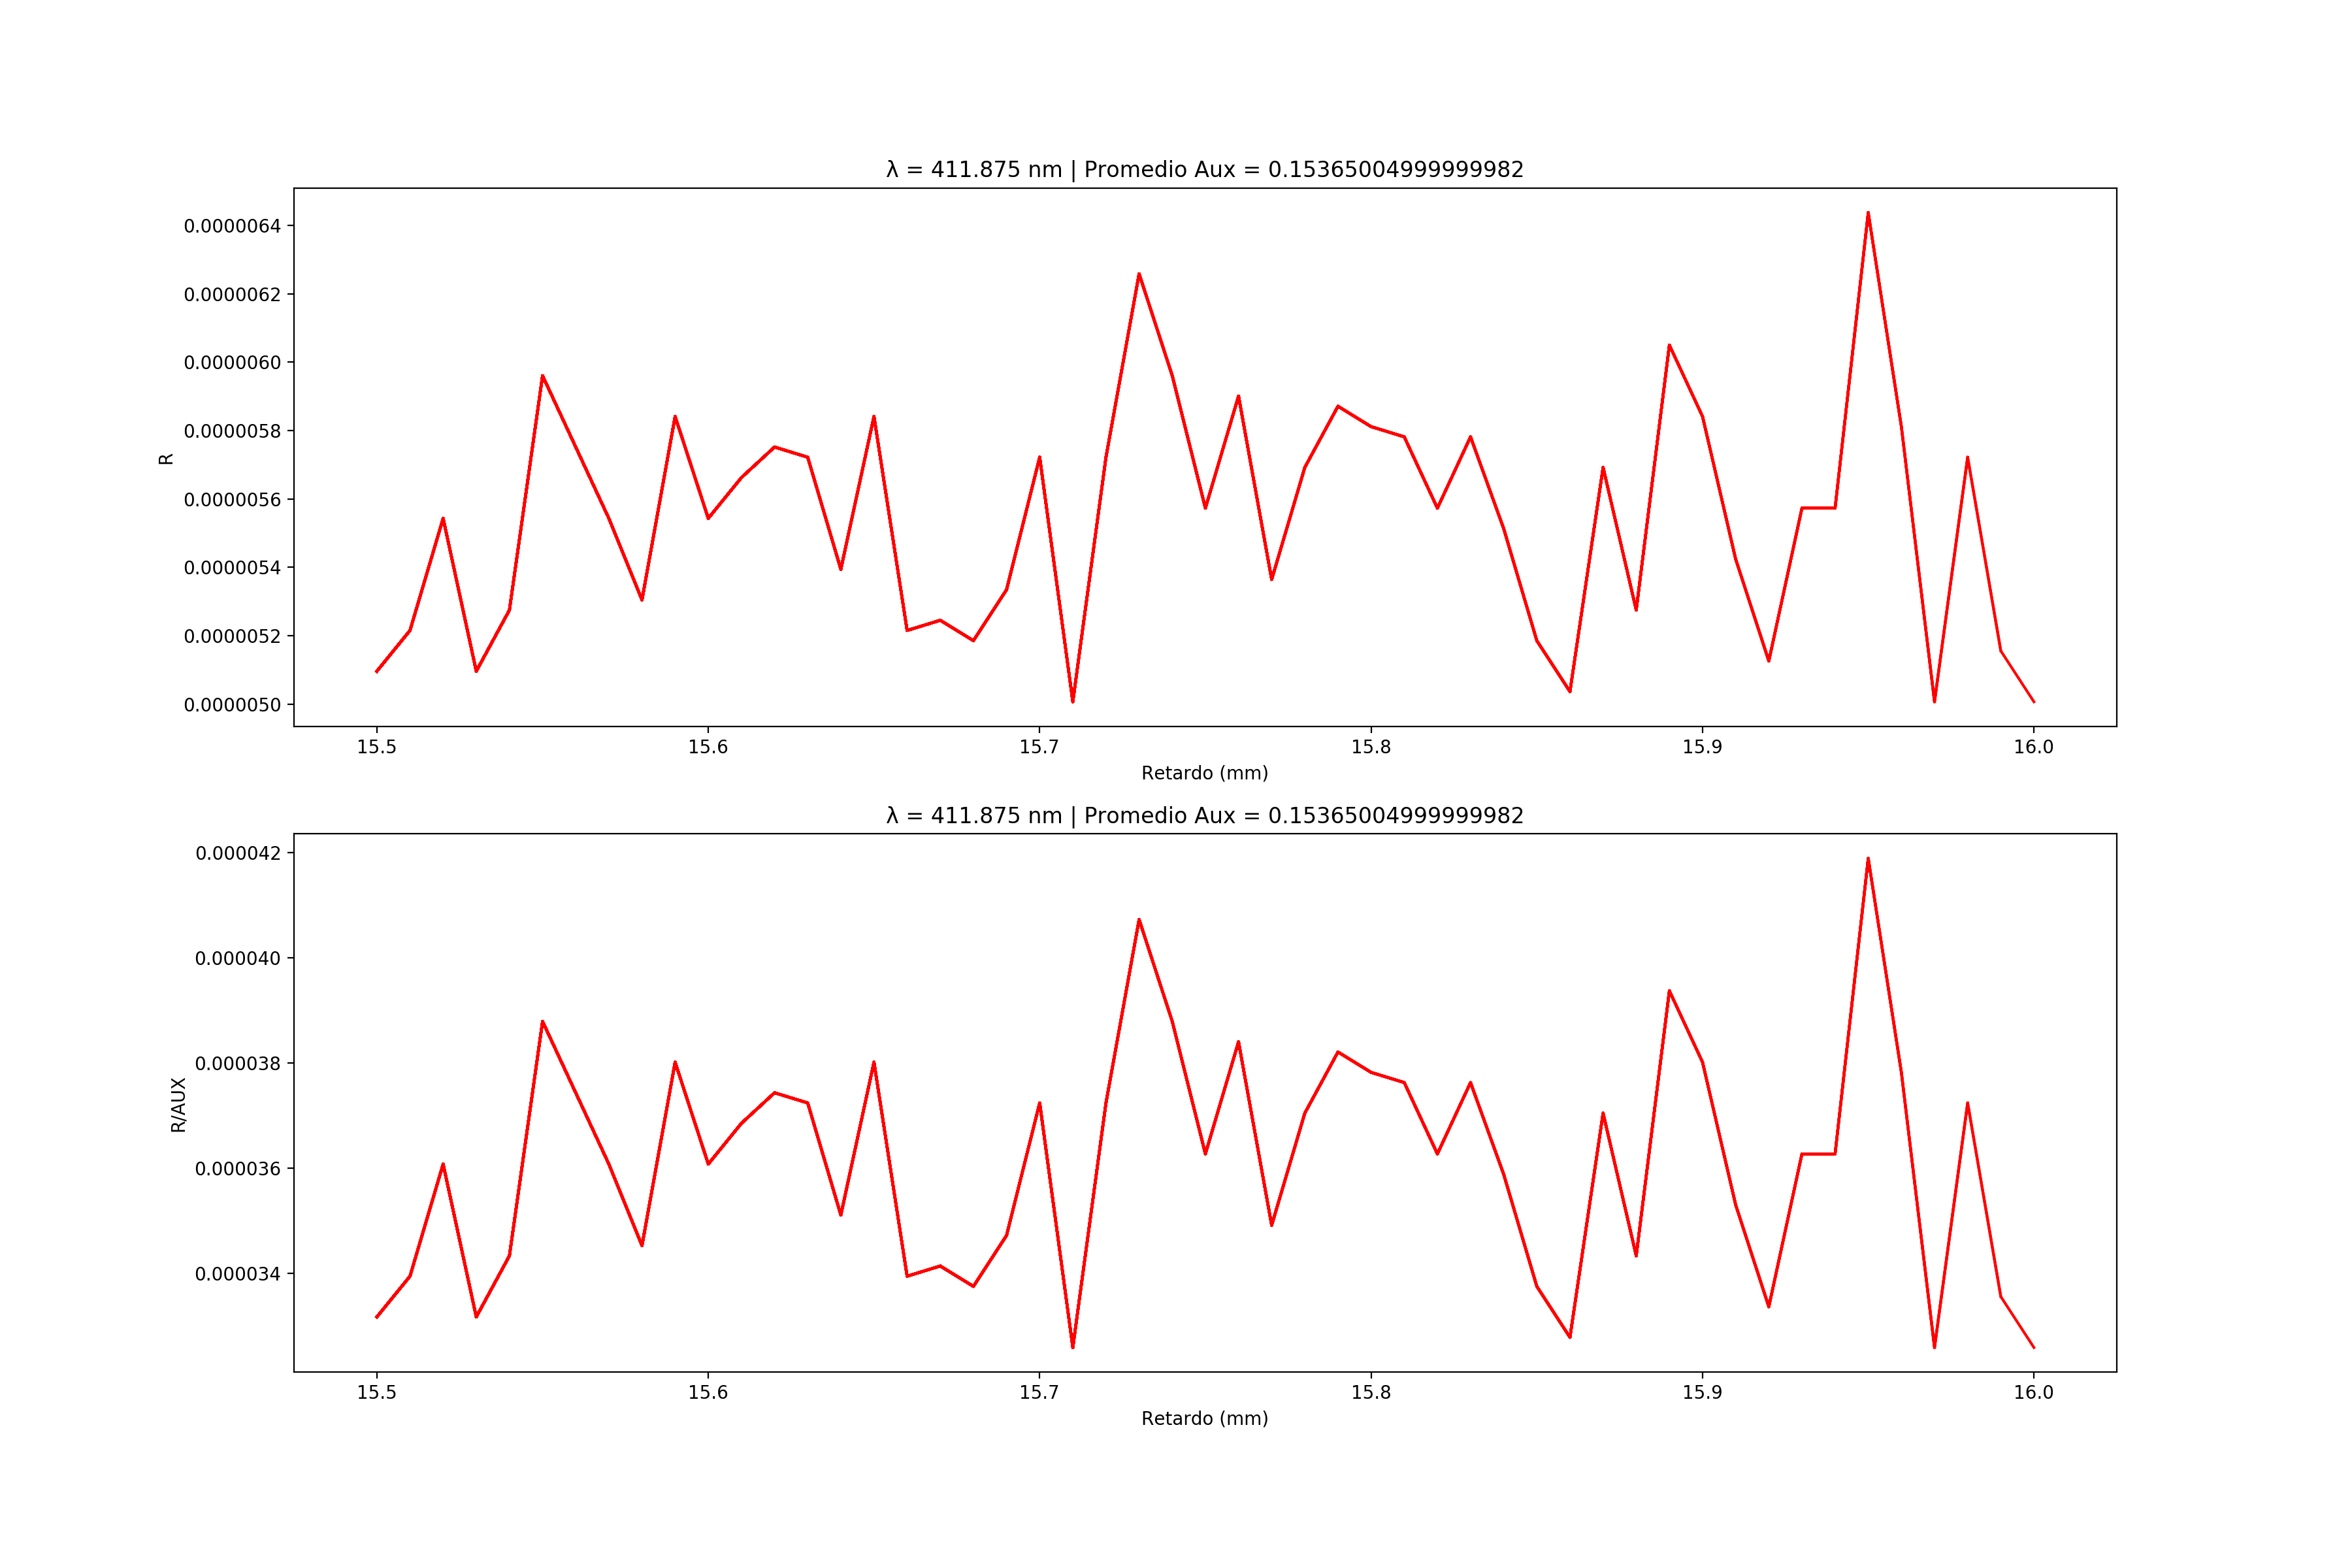 λ = 411.875 nm | Promedio Aux = 0.15365004999999982
0.0000064
0.0000062
0.0000060
0.0000058
0.0000056
0.0000054
0.0000052
0.0000050
R
15.5 15.6 15.7 15.8 15.9 16.0
Retardo (mm)
λ = 411.875 nm | Promedio Aux = 0.15365004999999982
0.000042
0.000040
0.000038
0.000036
0.000034
R/AUX
15.5 15.6 15.7 15.8 15.9 16.0
Retardo (mm)